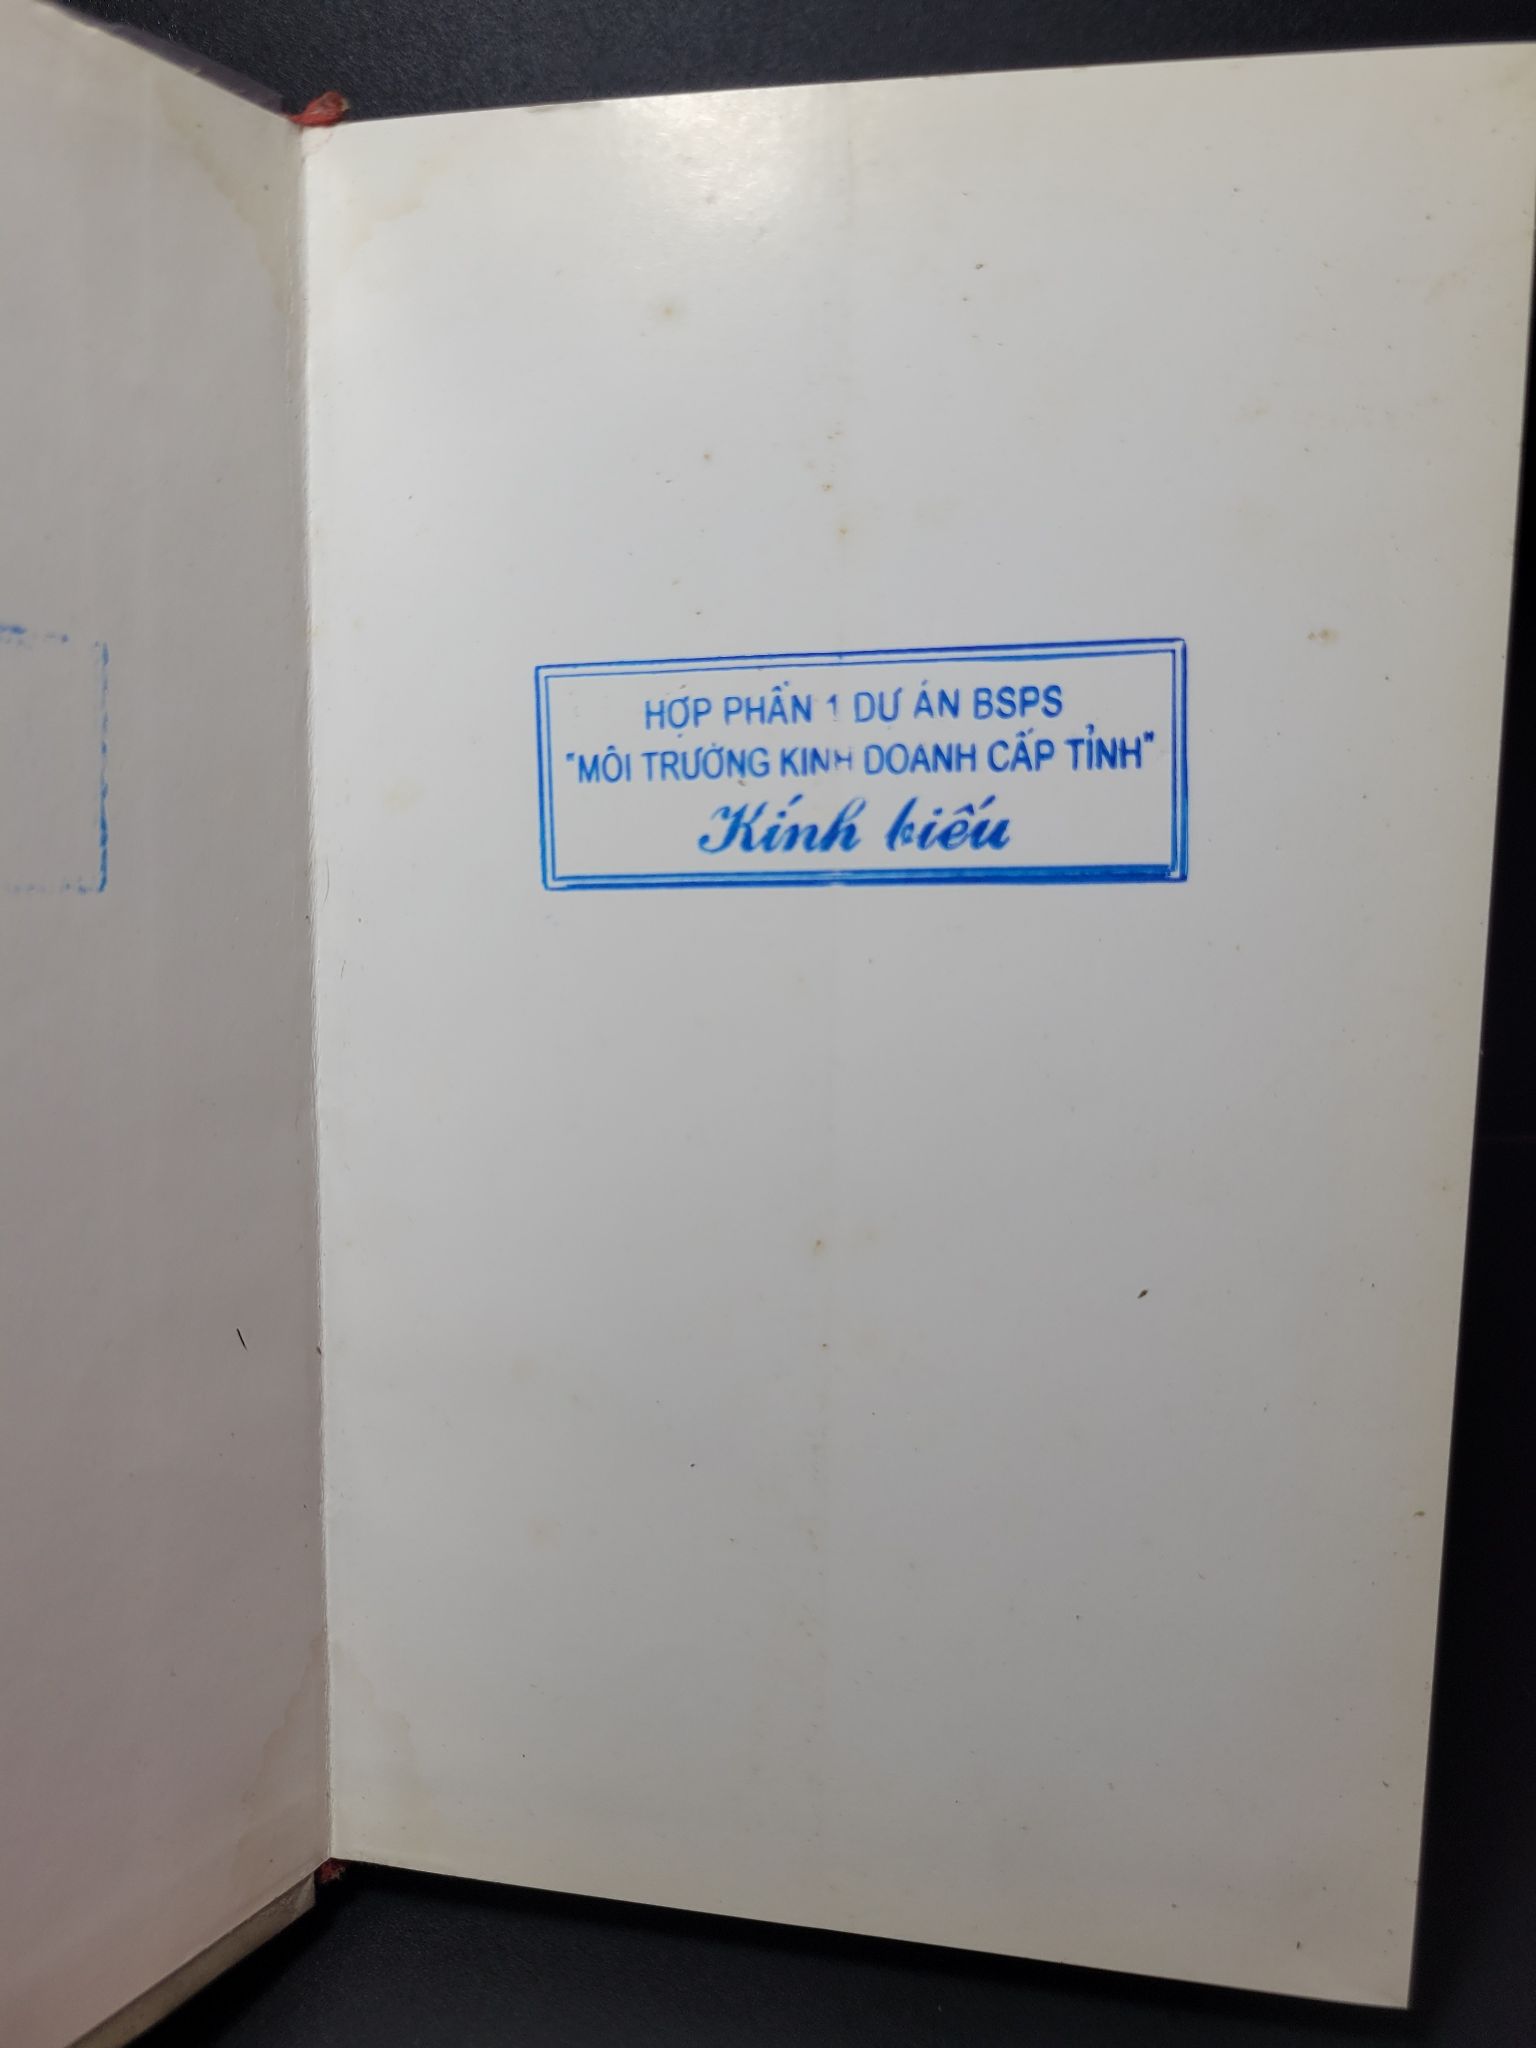 HỢP PHẦN 1 DỰ ÁN BSPS
"MÔI TRƯỜNG KINH DOANH CẤP TỈNH"
Kính biếu